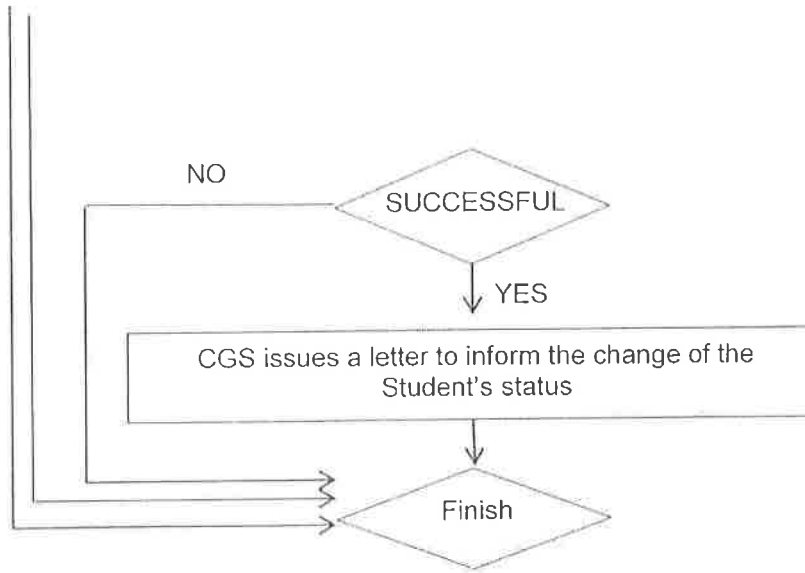 NO
SUCCESSFUL
YES
CGS issues a letter to inform the change of the
Student's status
Finish